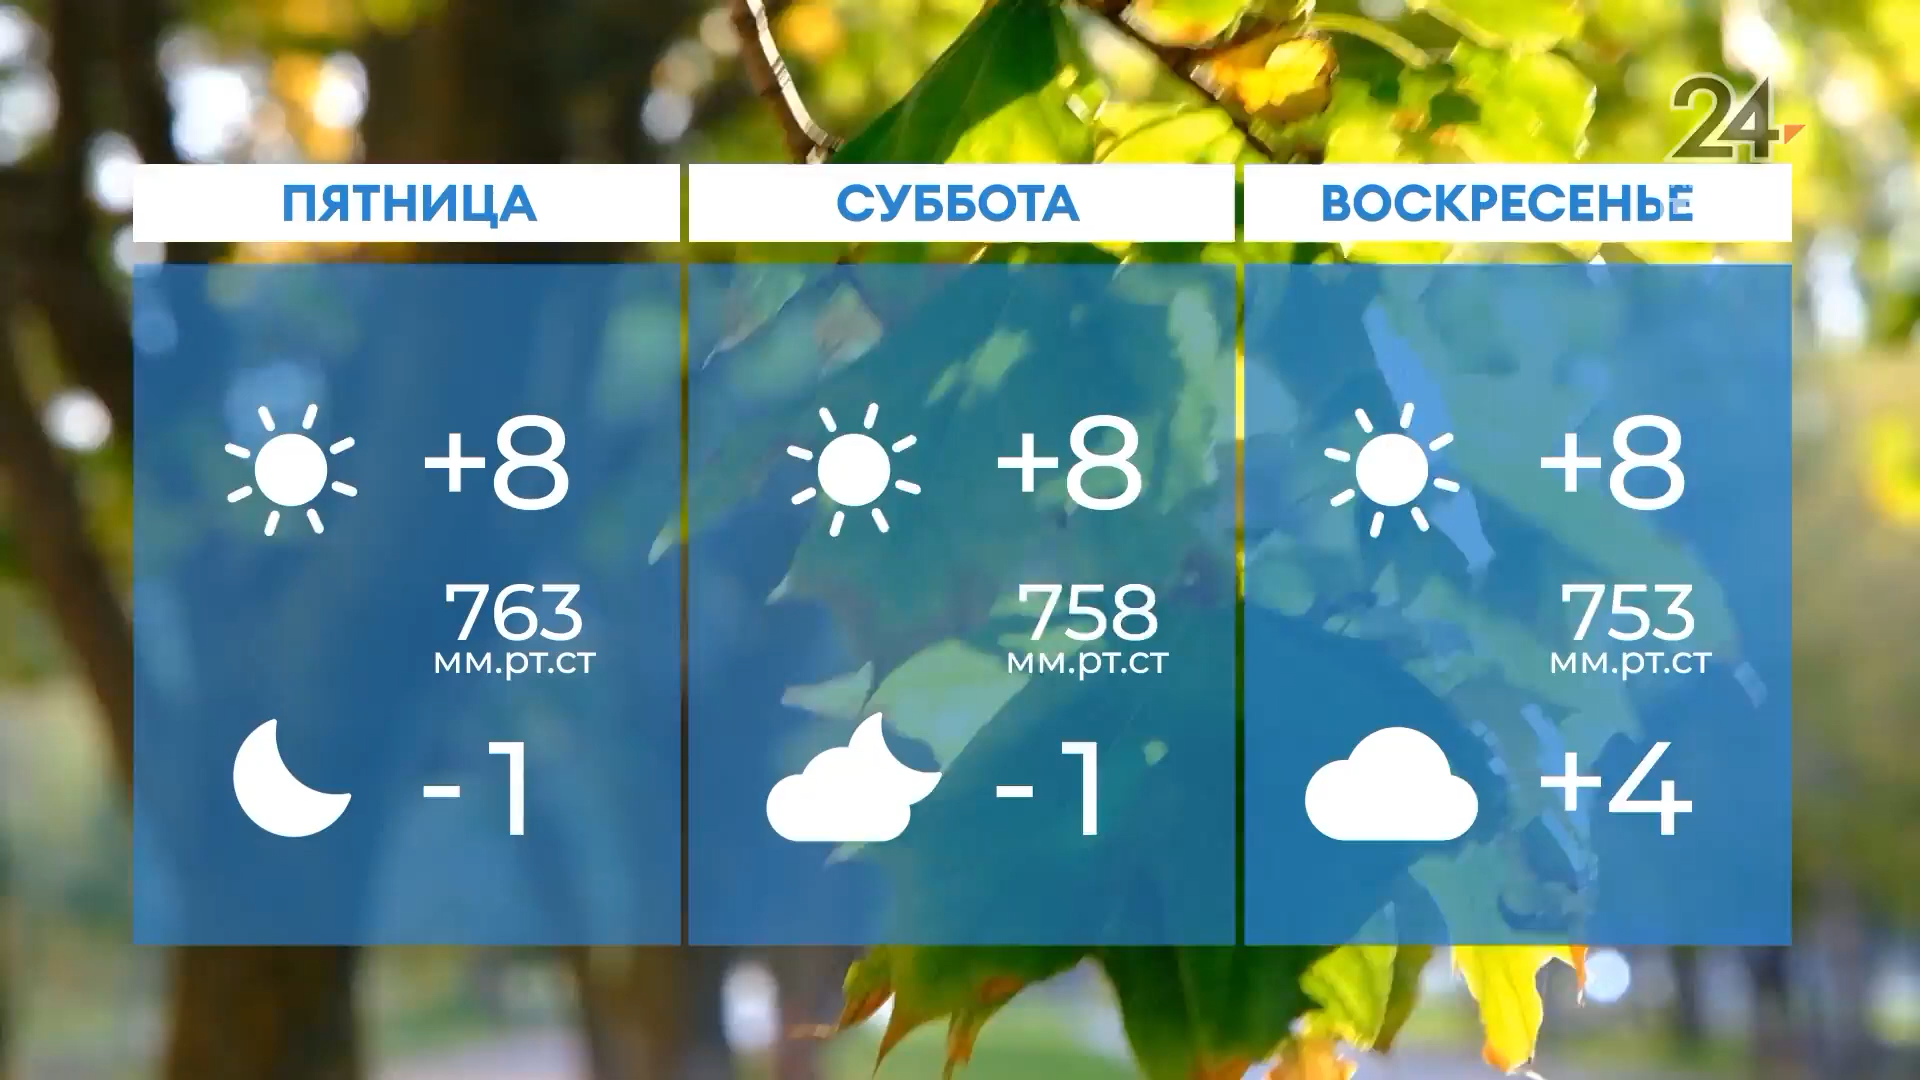 24
ПЯТНИЦА
СУББОТА
ВОСКРЕСЕНЬЕ
+8
763
мм.рт.ст
-1
+8
758
мм.рт.ст
-1
+8
753
мм.рт.ст
+4